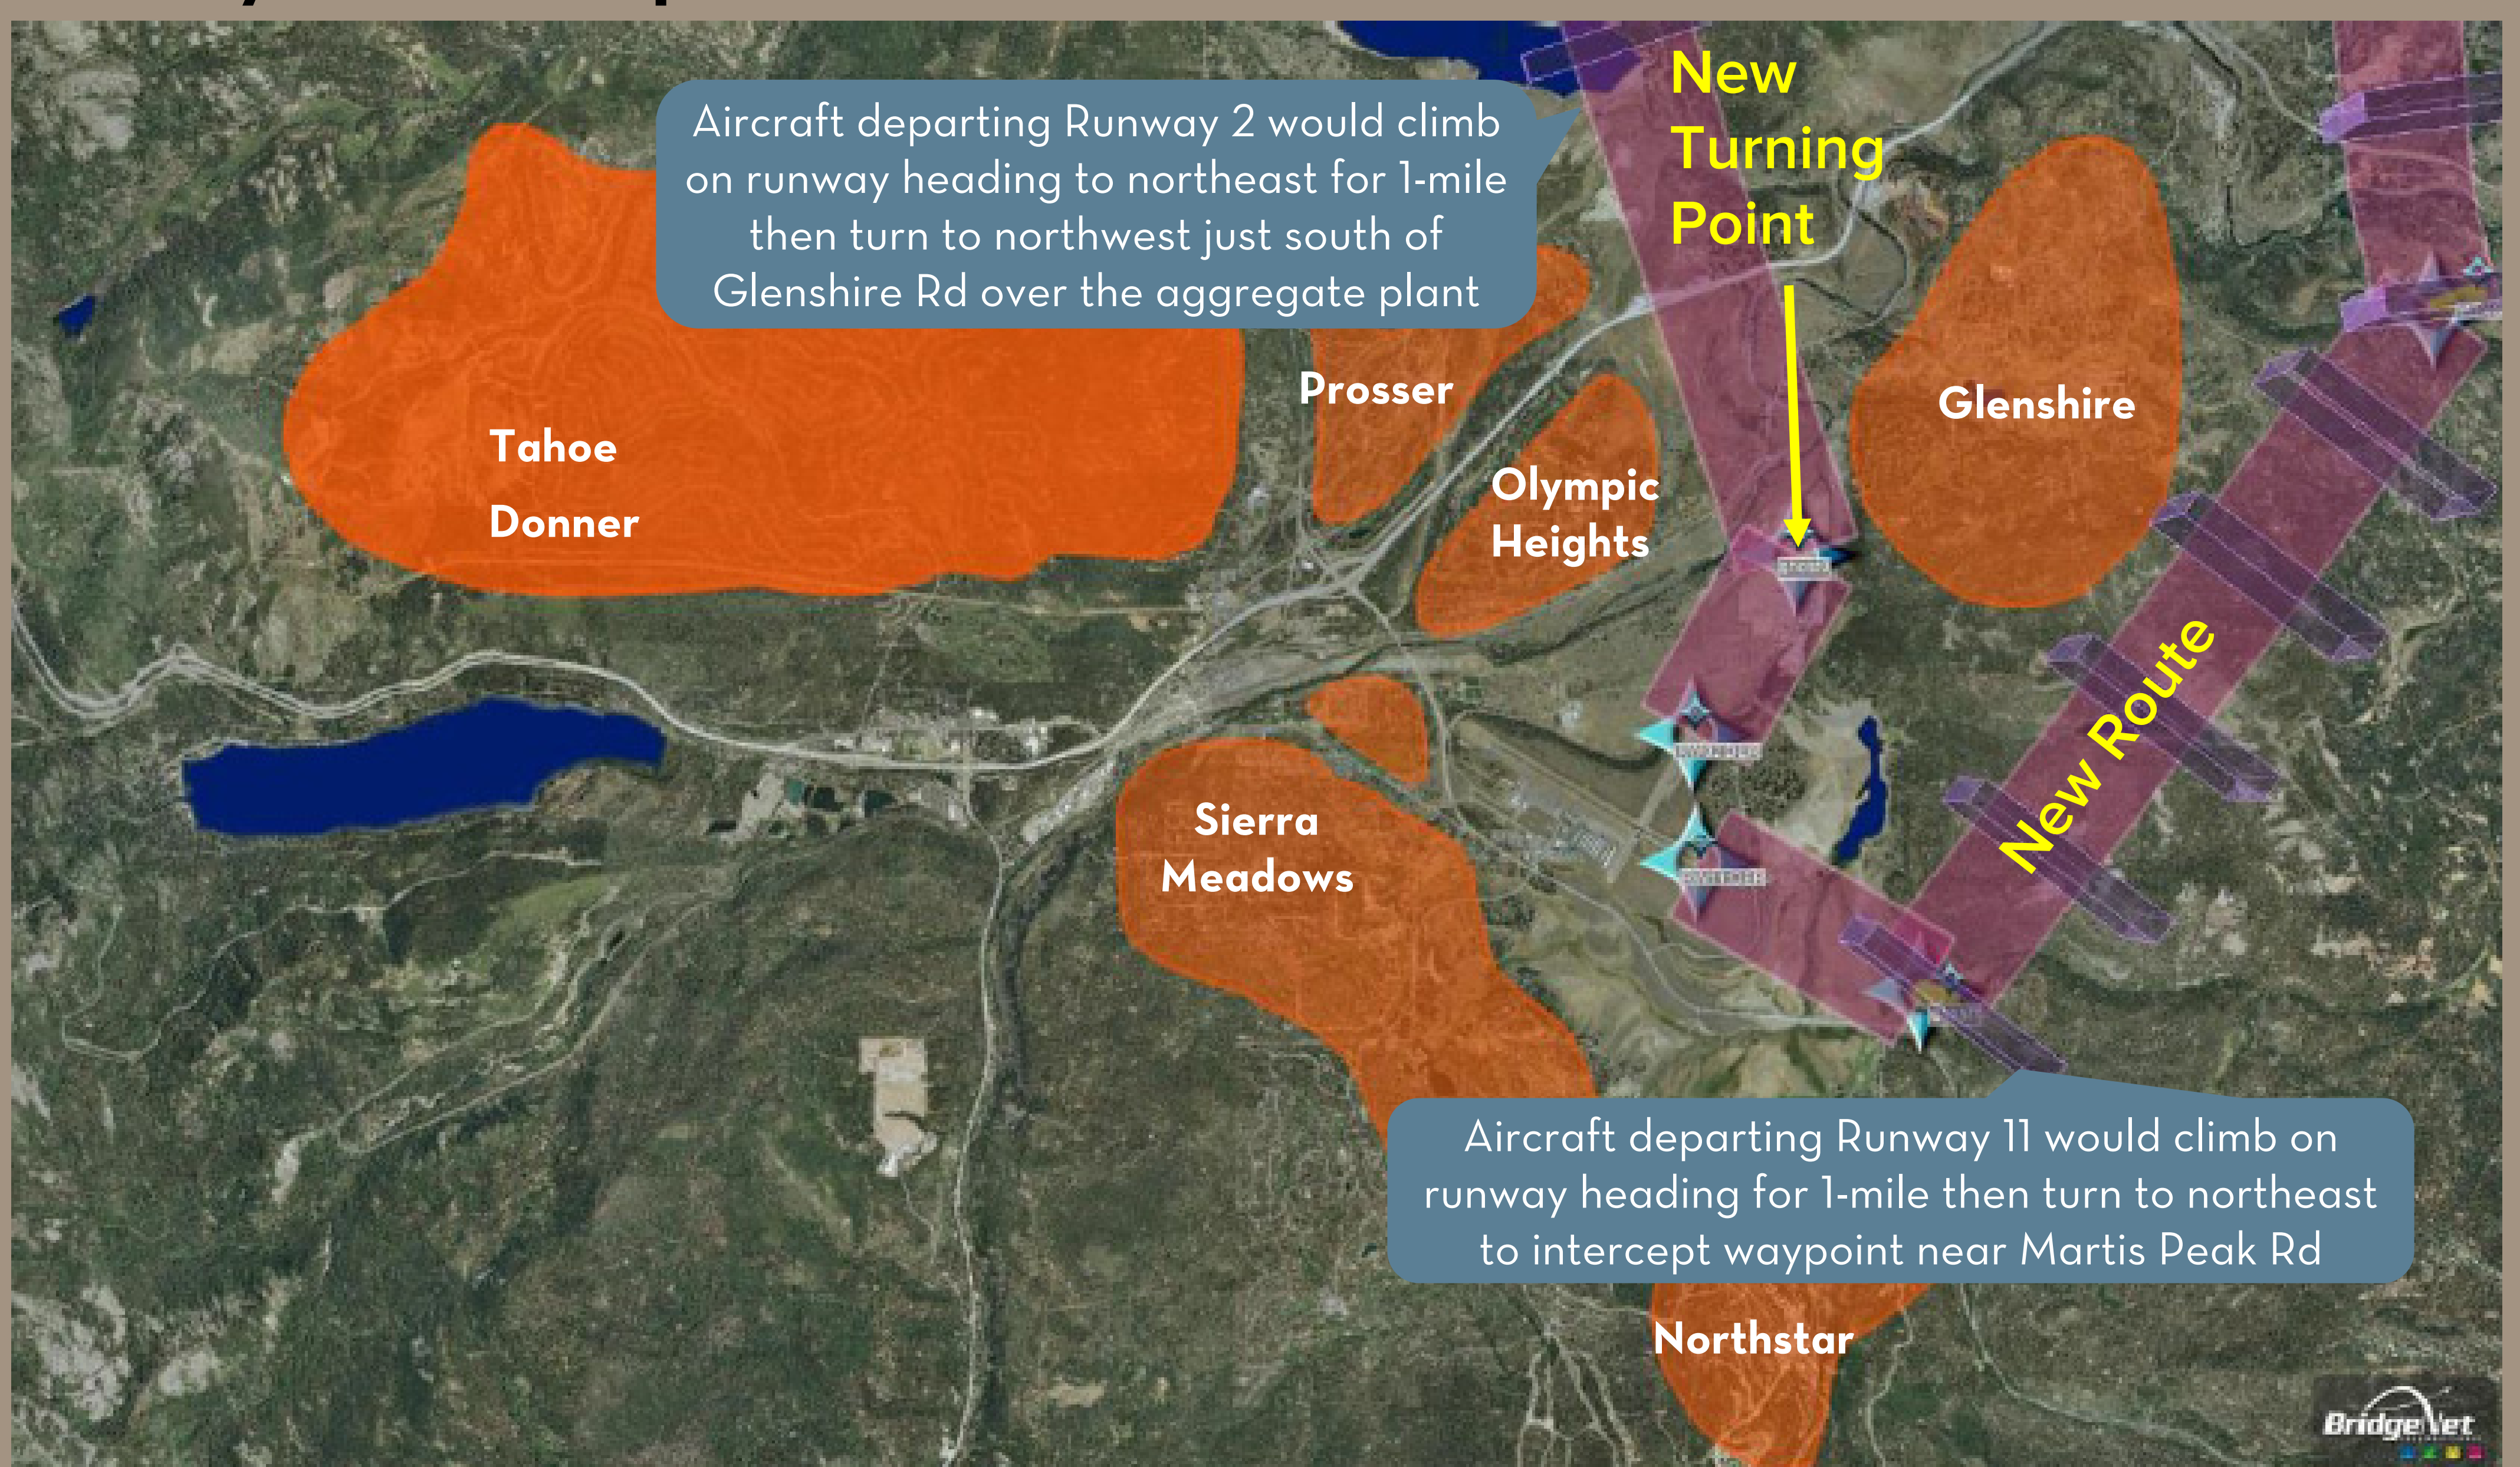 Aircraft departing Runway 2 would climb
on runway heading to northeast for 1-mile
then turn to northwest just south of
Glenshire Rd over the aggregate plant
New
Turning
Point
Prosser
Glenshire
Tahoe
Donner
Olympic
Heights
New Route
Sierra
Meadows
Aircraft departing Runway 11 would climb on
runway heading for 1-mile then turn to northeast
to intercept waypoint near Martis Peak Rd
Northstar
BridgeNet